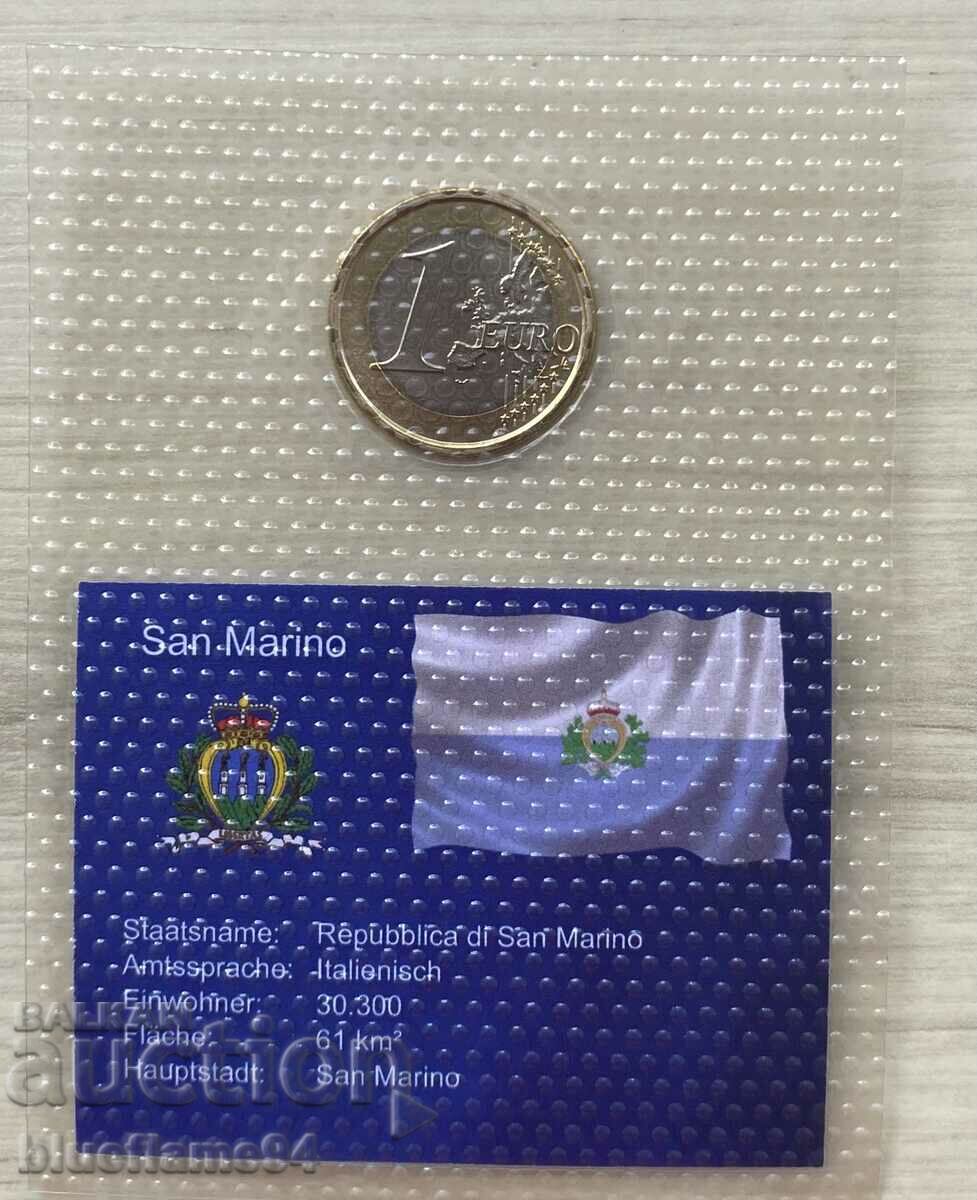 1
EURO
San Marino
Staatsname: Repubblica di San Marino
Amtssprache: Italienisch
Einwohner: 30.300
Fläche: 61 km²
Hauptstadt: San Marino
BALKAN
auction
blueflame84